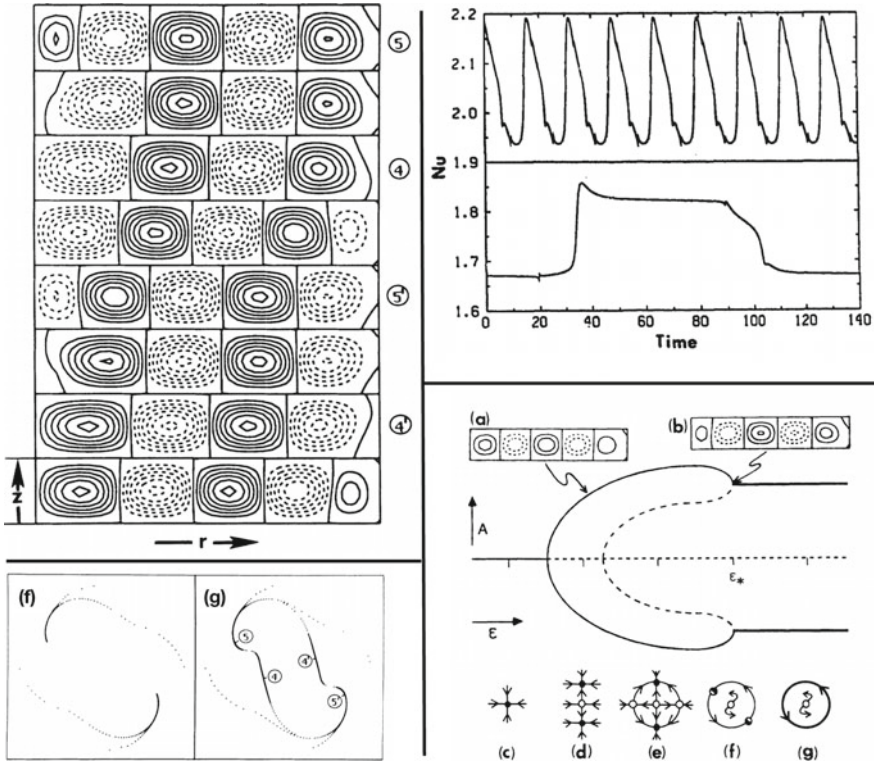 5
4
5'
4'
z
r
2.2
2.1
2.0
1.9
1.8
1.7
1.6
Nu
0 20 40 60 80 100 120 140
Time
(a)
(b)
A
ε*
ε
(c) (d) (e) (f) (g)
(f)
(g)
5
4
4'
5'